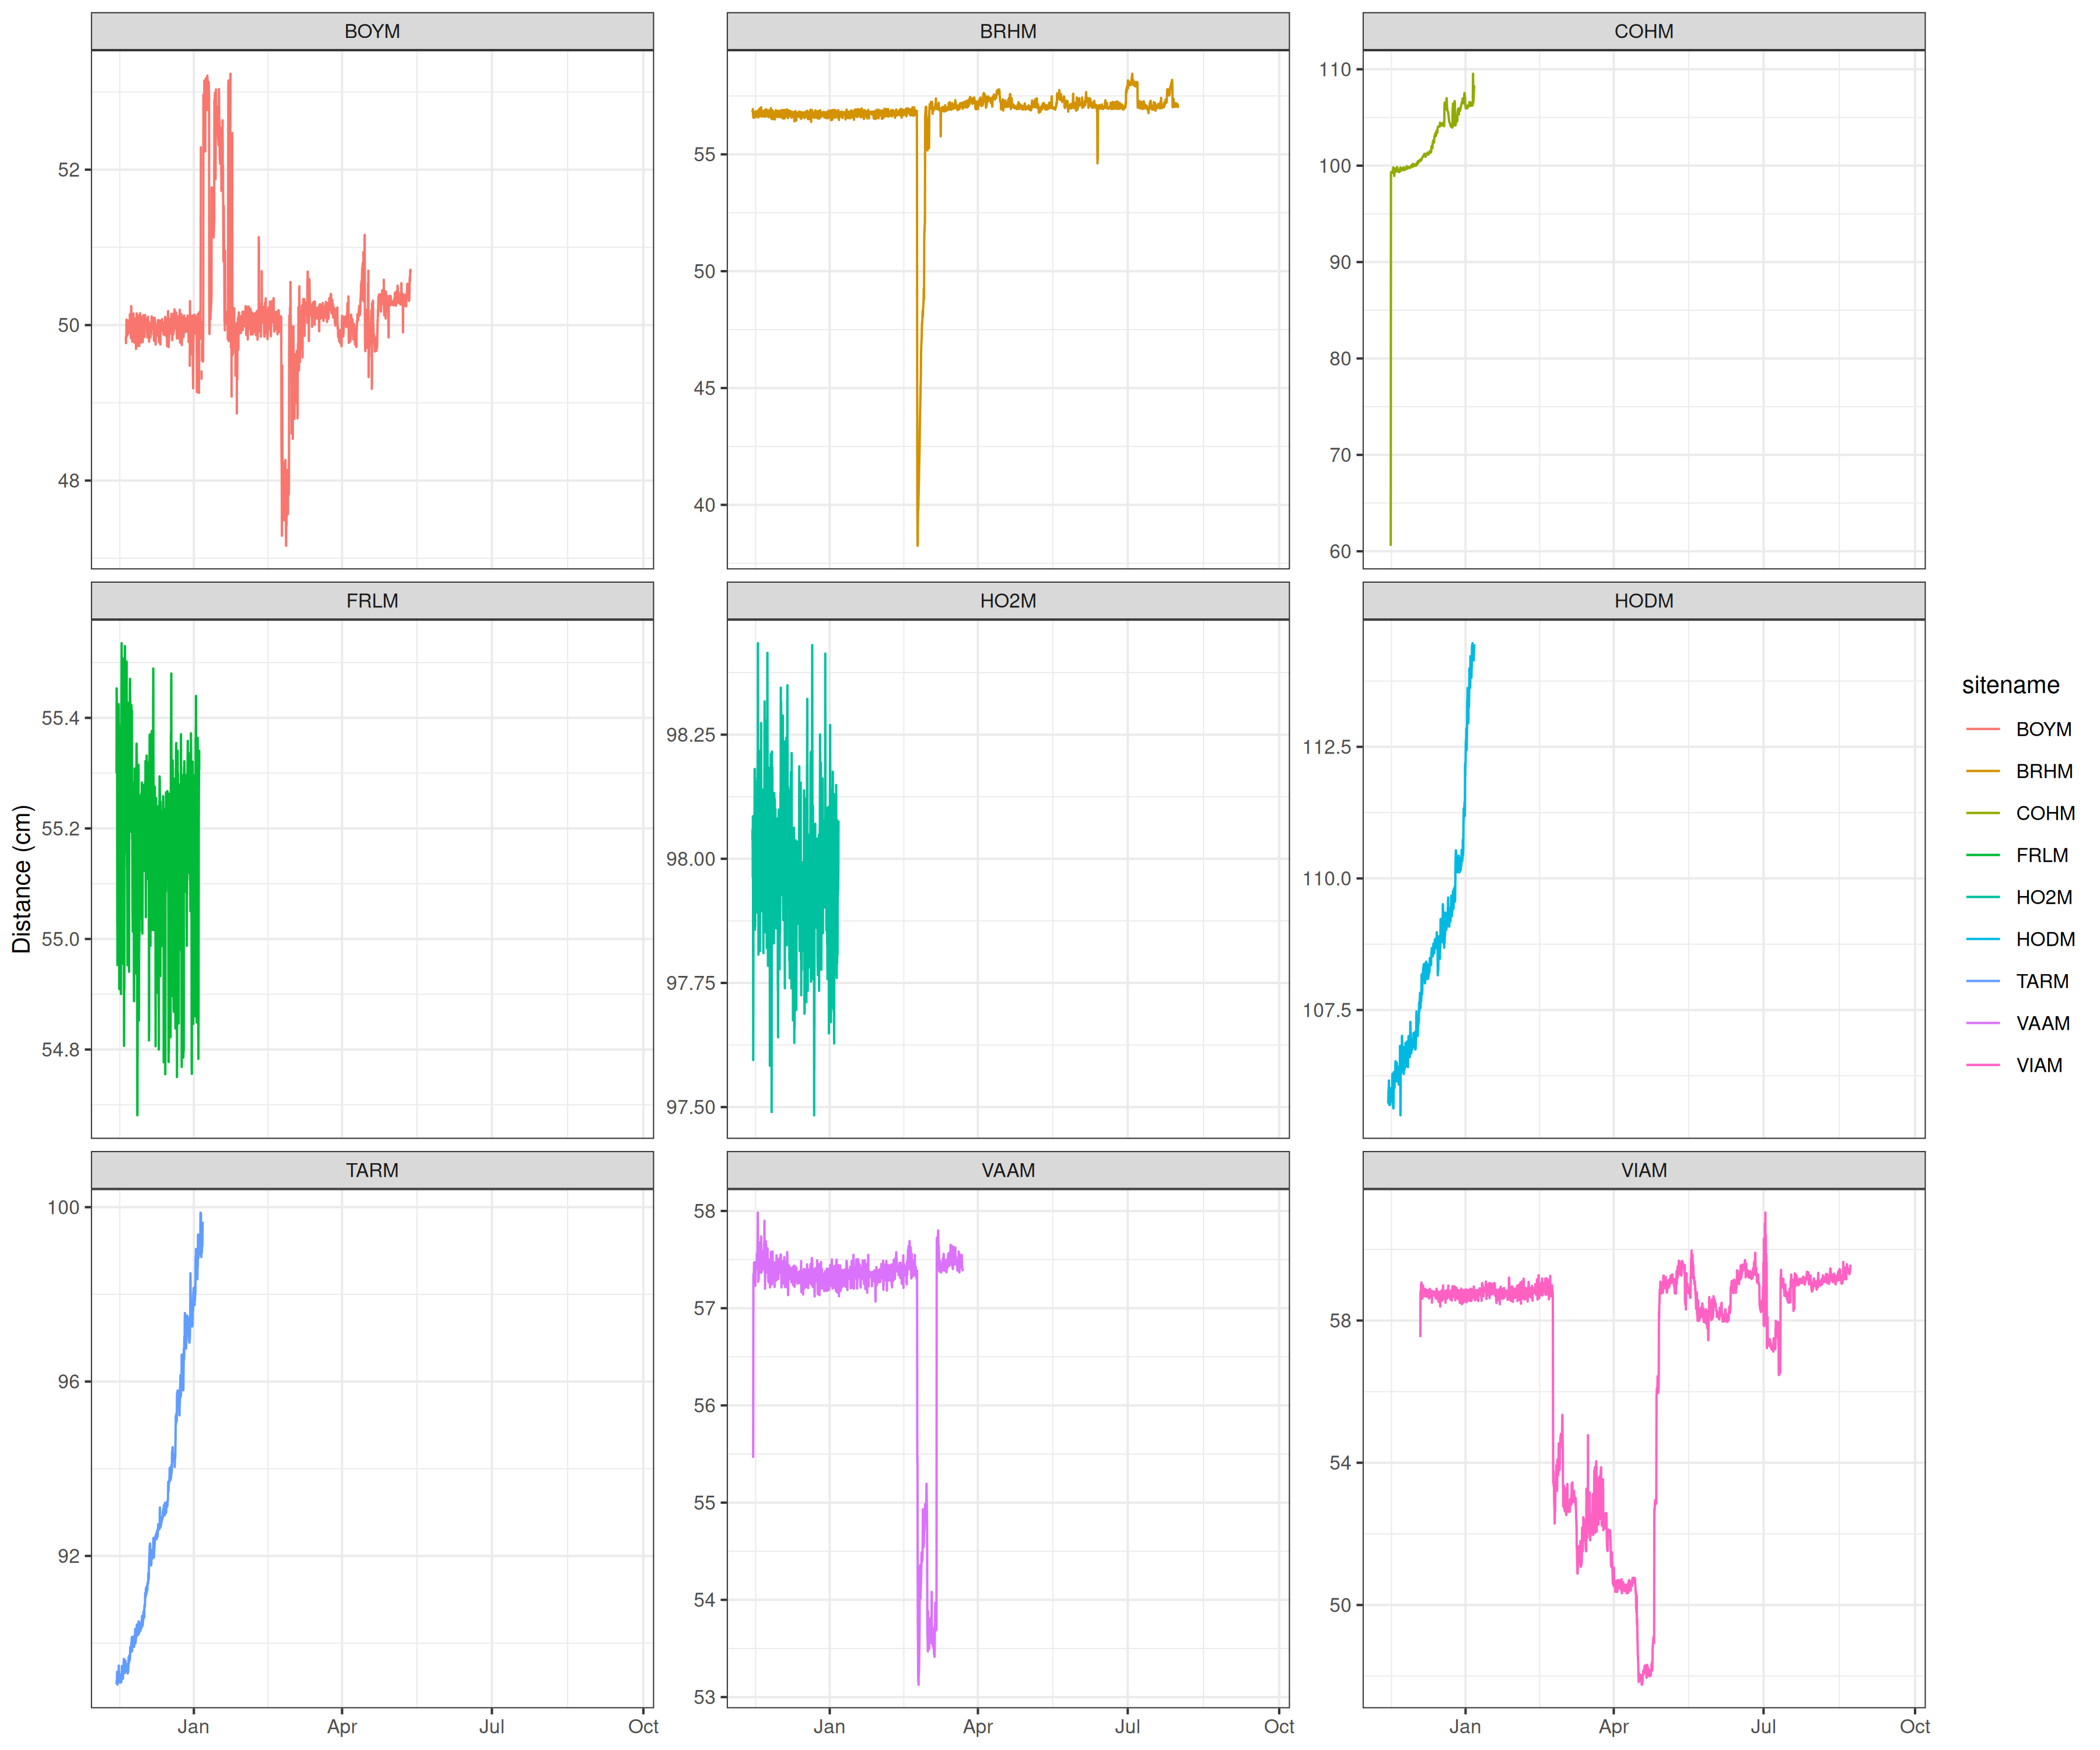 BOYM BRHM COHM
52
50
48
55
50
45
40
110
100
90
80
70
60
FRLM HO2M HODM
55.4
55.2
55.0
54.8
98.25
98.00
97.75
97.50
112.5
110.0
107.5
TARM VAAM VIAM
100
96
92
58
57
56
55
54
53
58
54
50
Jan Apr Jul Oct
Jan Apr Jul Oct
Jan Apr Jul Oct
Distance (cm)
sitename
BOYM
BRHM
COHM
FRLM
HO2M
HODM
TARM
VAAM
VIAM